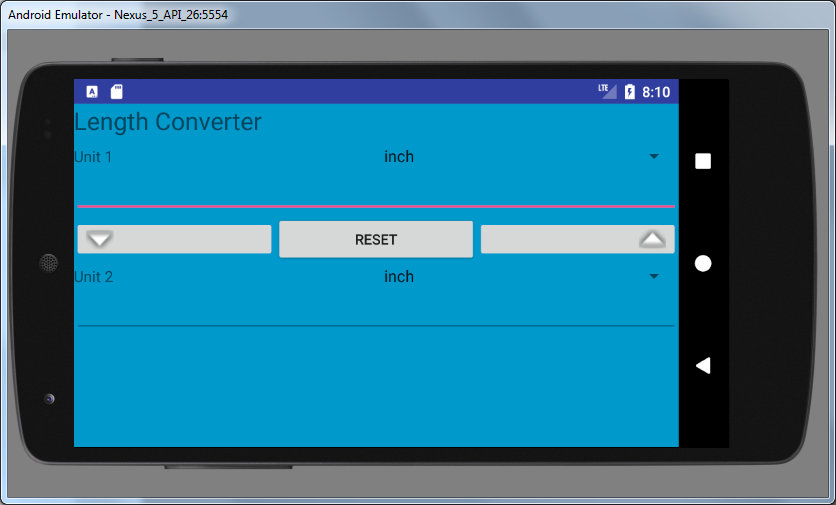 Android Emulator - Nexus_5_API_26:5554
A
LTE 8:10
Length Converter
Unit 1 inch
RESET
Unit 2 inch